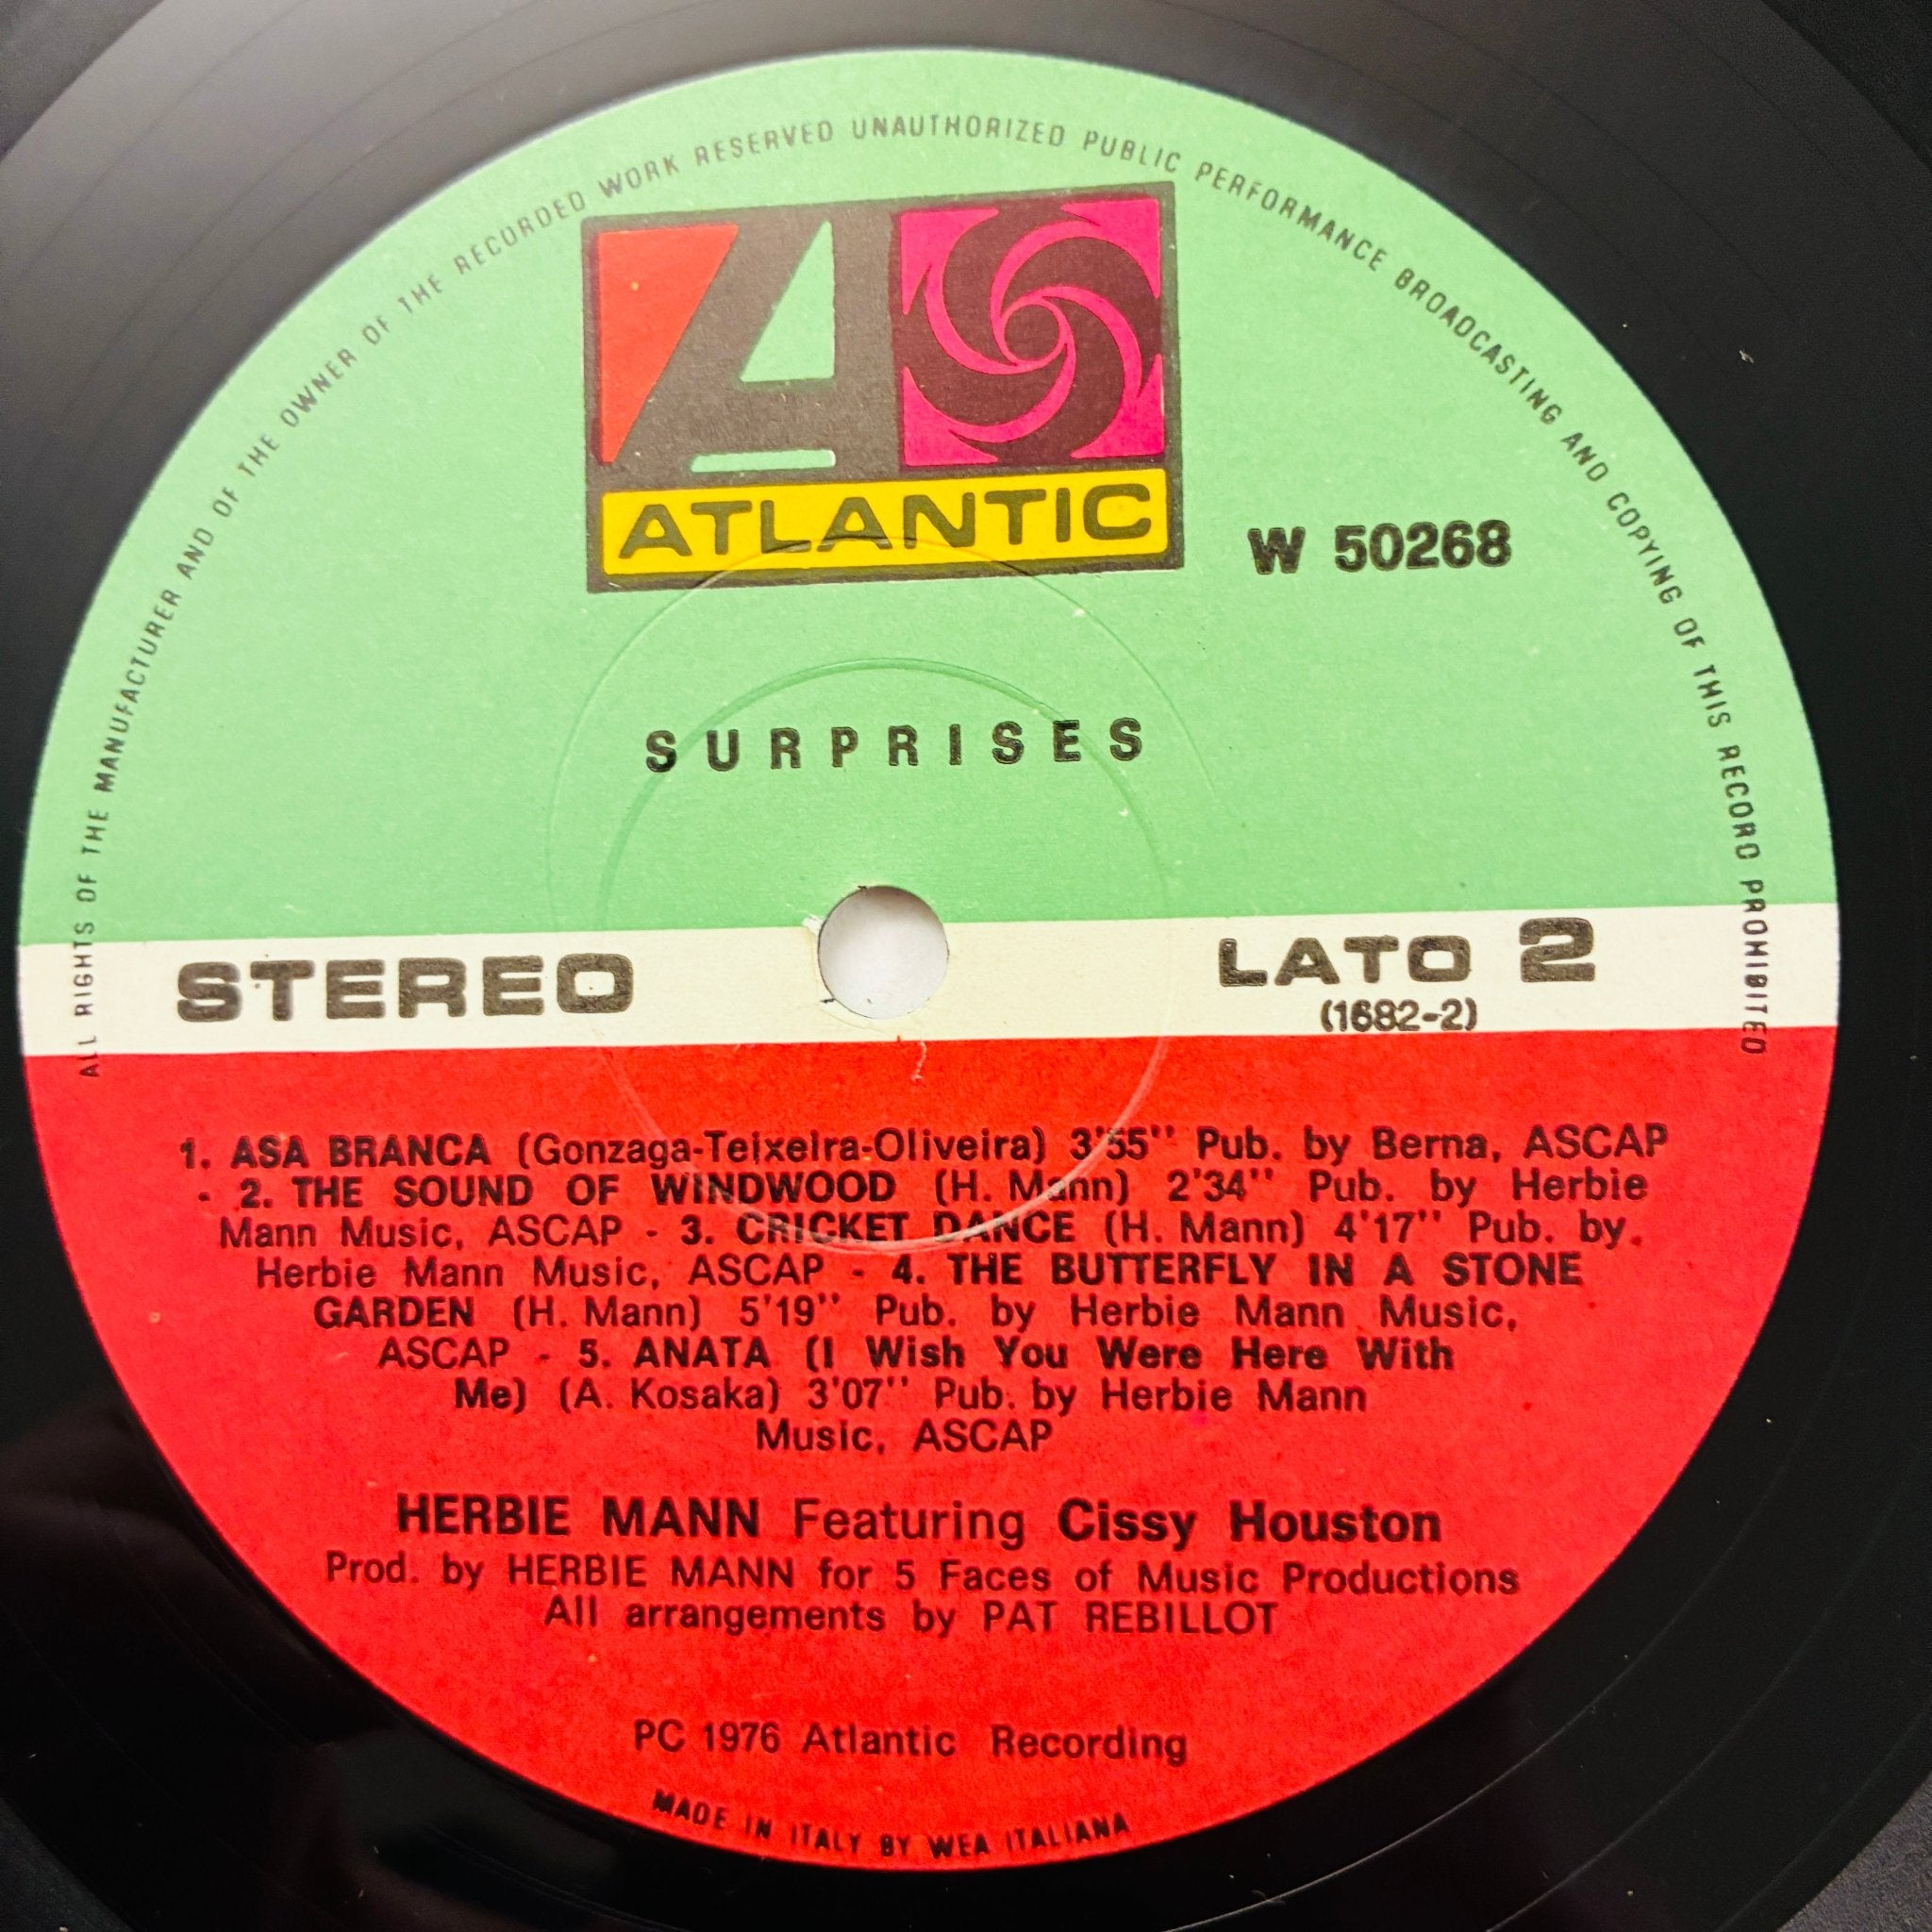 ALL RIGHTS OF THE MANUFACTURER AND OF THE OWNER OF THE RECORDED WORK RESERVED UNAUTHORIZED PUBLIC PERFORMANCE BROADCASTING AND COPYING OF THIS RECORD PROHIBITED
ATLANTIC
W 50268
SURPRISES
STEREO
LATO 2
(1682-2)
1. ASA BRANCA (Gonzaga-Teixeira-Oliveira) 3'55'' Pub. by Berna, ASCAP
- 2. THE SOUND OF WINDWOOD (H. Mann) 2'34'' Pub. by Herbie
Mann Music, ASCAP - 3. CRICKET DANCE (H. Mann) 4'17'' Pub. by
Herbie Mann Music, ASCAP - 4. THE BUTTERFLY IN A STONE
GARDEN (H. Mann) 5'19'' Pub. by Herbie Mann Music,
ASCAP - 5. ANATA (I Wish You Were Here With
Me) (A. Kosaka) 3'07'' Pub. by Herbie Mann
Music, ASCAP
HERBIE MANN Featuring Cissy Houston
Prod. by HERBIE MANN for 5 Faces of Music Productions
All arrangements by PAT REBILLOT
PC 1976 Atlantic Recording
MADE IN ITALY BY WEA ITALIANA